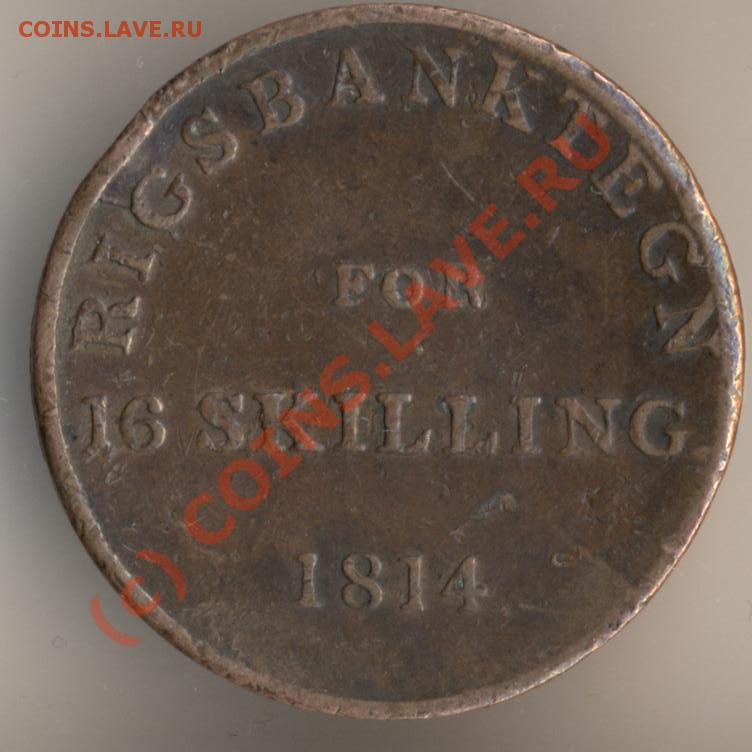 COINS.LAVE.RU
RIGSBANKTEGN
FOR
16 SKILLING
1814
(c) COINS.LAVE.RU